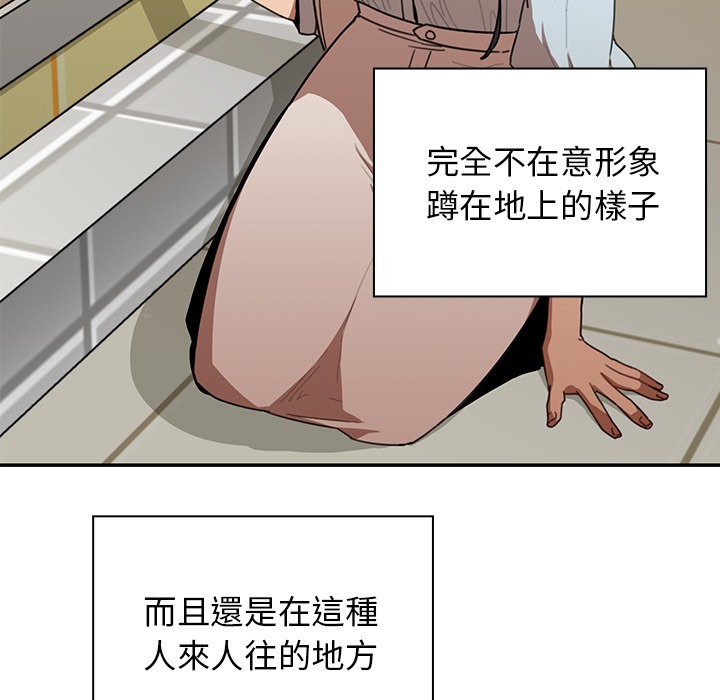 完全不在意形象
蹲在地上的樣子
而且還是在這種
人來人往的地方